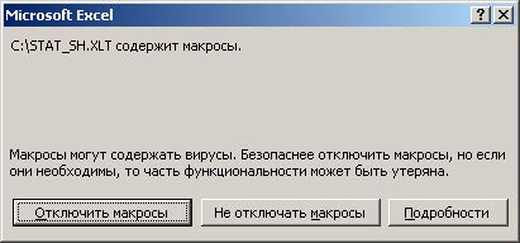 Microsoft Excel
C:\STAT_SH.XLT содержит макросы.
Макросы могут содержать вирусы. Безопаснее отключить макросы, но если
они необходимы, то часть функциональности может быть утеряна.
Отключить макросы Не отключать макросы Подробности